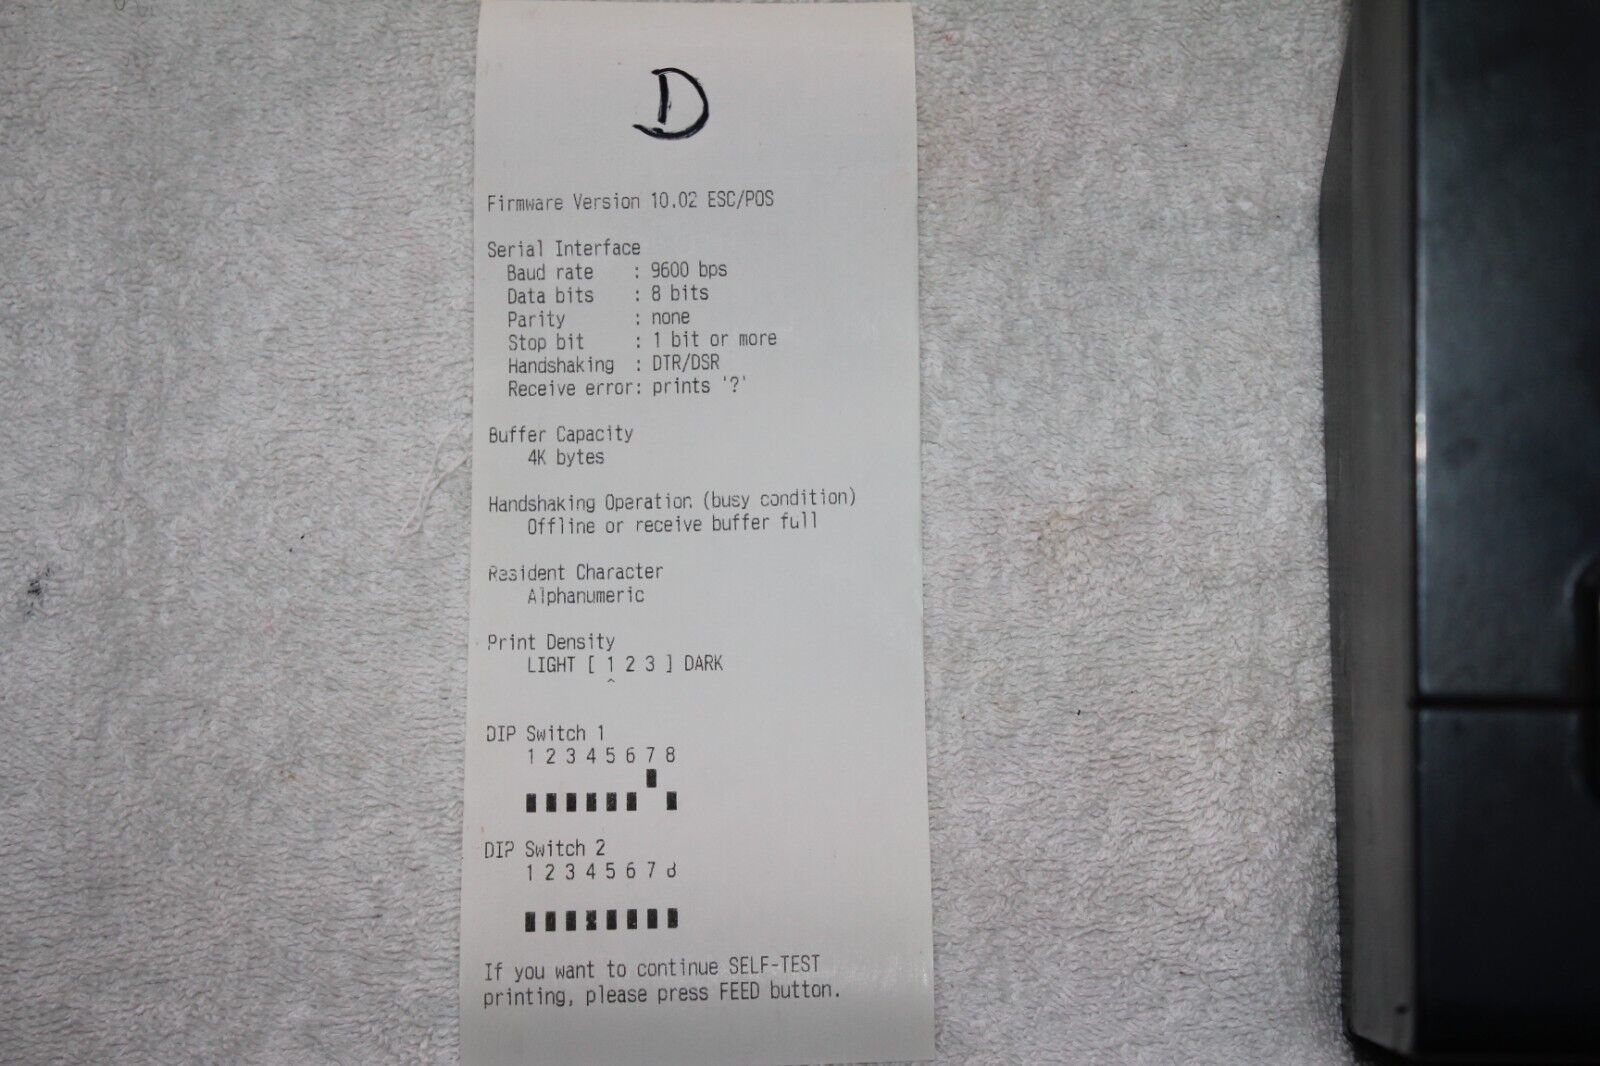 D
Firmware Version 10.02 ESC/POS
Serial Interface
Baud rate : 9600 bps
Data bits : 8 bits
Parity : none
Stop bit : 1 bit or more
Handshaking : DTR/DSR
Receive error: prints '?'
Buffer Capacity
4K bytes
Handshaking Operation (busy condition)
Offline or receive buffer full
Resident Character
Alphanumeric
Print Density
LIGHT [ 1 2 3 ] DARK
^
DIP Switch 1
1 2 3 4 5 6 7 8
DIP Switch 2
1 2 3 4 5 6 7 8
If you want to continue SELF-TEST
printing, please press FEED button.